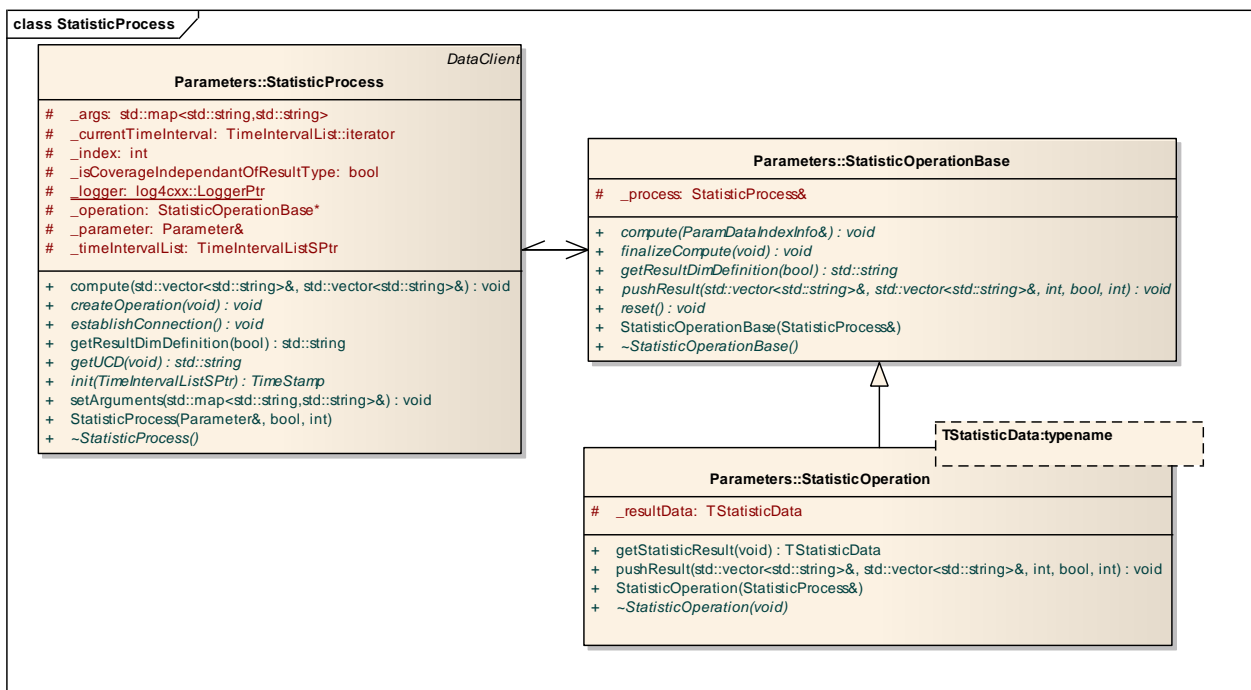 class StatisticProcess
DataClient
Parameters::StatisticProcess
# _args: std::map<std::string,std::string>
# _currentTimeInterval: TimeIntervalList::iterator
# _index: int
# _isCoverageIndependantOfResultType: bool
# _logger: log4cxx::LoggerPtr
# _operation: StatisticOperationBase*
# _parameter: Parameter&
# _timeIntervalList: TimeIntervalListSPtr
+ compute(std::vector<std::string>&, std::vector<std::string>&) : void
+ createOperation(void) : void
+ establishConnection() : void
+ getResultDimDefinition(bool) : std::string
+ getUCD(void) : std::string
+ init(TimeIntervalListSPtr) : TimeStamp
+ setArguments(std::map<std::string,std::string>&) : void
+ StatisticProcess(Parameter&, bool, int)
+ ~StatisticProcess()
Parameters::StatisticOperationBase
# _process: StatisticProcess&
+ compute(ParamDataIndexInfo&) : void
+ finalizeCompute(void) : void
+ getResultDimDefinition(bool) : std::string
+ pushResult(std::vector<std::string>&, std::vector<std::string>&, int, bool, int) : void
+ reset() : void
+ StatisticOperationBase(StatisticProcess&)
+ ~StatisticOperationBase()
TStatisticData:typename
Parameters::StatisticOperation
# _resultData: TStatisticData
+ getStatisticResult(void) : TStatisticData
+ pushResult(std::vector<std::string>&, std::vector<std::string>&, int, bool, int) : void
+ StatisticOperation(StatisticProcess&)
+ ~StatisticOperation(void)